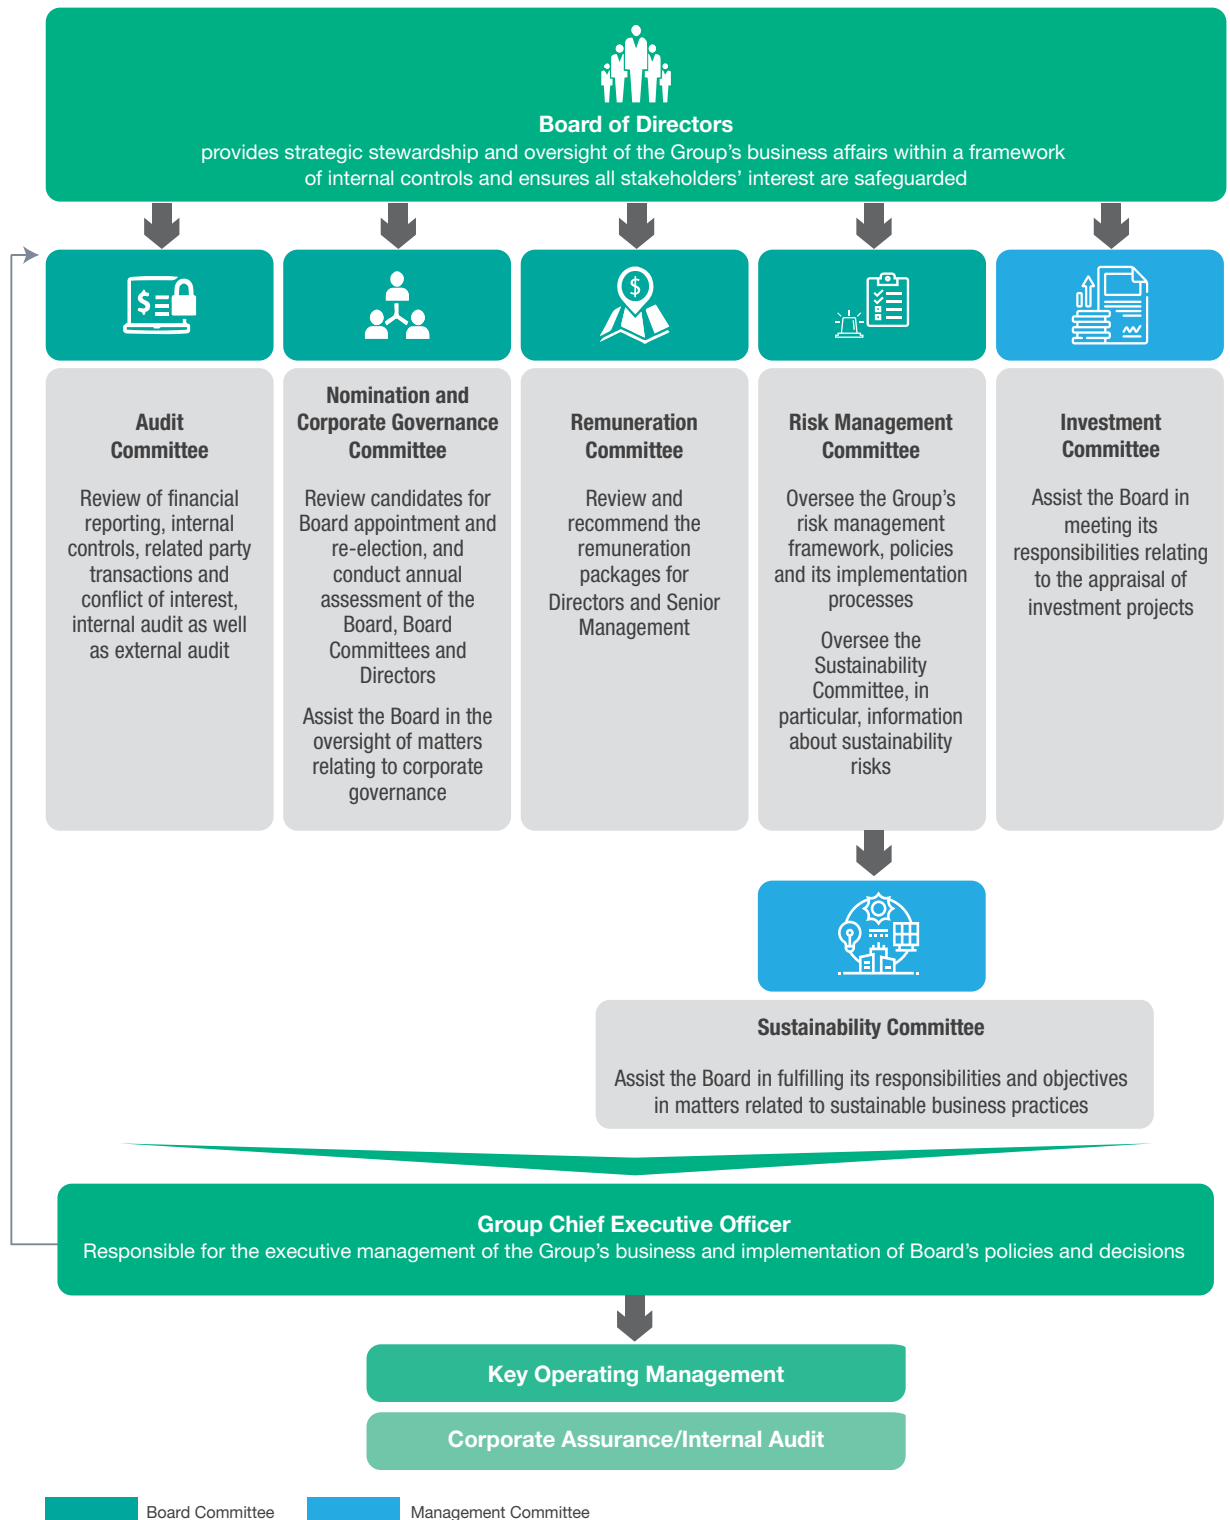 Board of Directors
provides strategic stewardship and oversight of the Group's business affairs within a framework
of internal controls and ensures all stakeholders' interest are safeguarded
$
$
Audit
Committee
Review of financial
reporting, internal
controls, related party
transactions and
conflict of interest,
internal audit as well
as external audit
Nomination and
Corporate Governance
Committee
Review candidates for
Board appointment and
re-election, and
conduct annual
assessment of the
Board, Board
Committees and
Directors
Assist the Board in the
oversight of matters
relating to corporate
governance
Remuneration
Committee
Review and
recommend the
remuneration
packages for
Directors and Senior
Management
Risk Management
Committee
Oversee the Group's
risk management
framework, policies
and its implementation
processes
Oversee the
Sustainability
Committee, in
particular, information
about sustainability
risks
Investment
Committee
Assist the Board in
meeting its
responsibilities relating
to the appraisal of
investment projects
Sustainability Committee
Assist the Board in fulfilling its responsibilities and objectives
in matters related to sustainable business practices
Group Chief Executive Officer
Responsible for the executive management of the Group's business and implementation of Board's policies and decisions
Key Operating Management
Corporate Assurance/Internal Audit
Board Committee
Management Committee